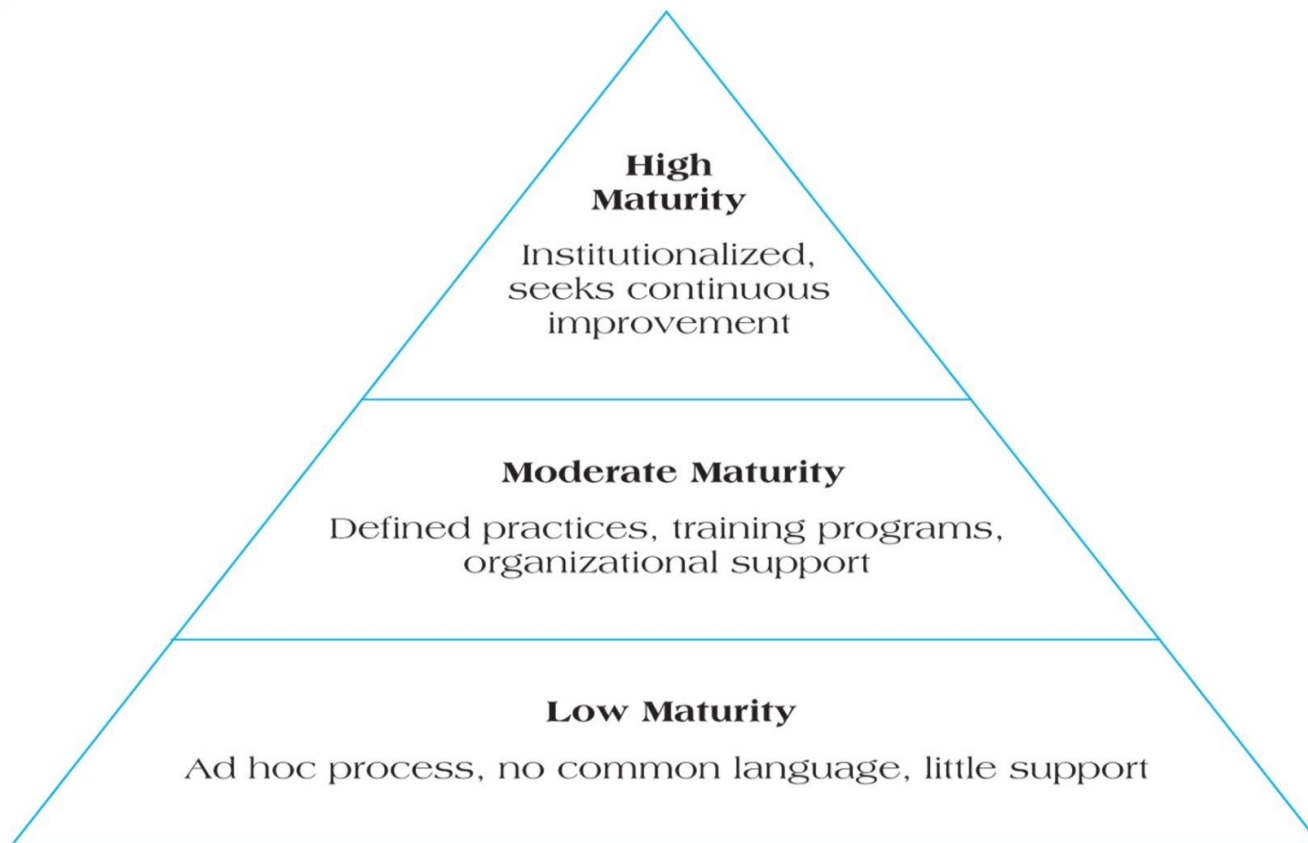 High
Maturity
Institutionalized,
seeks continuous
improvement
Moderate Maturity
Defined practices, training programs,
organizational support
Low Maturity
Ad hoc process, no common language, little support